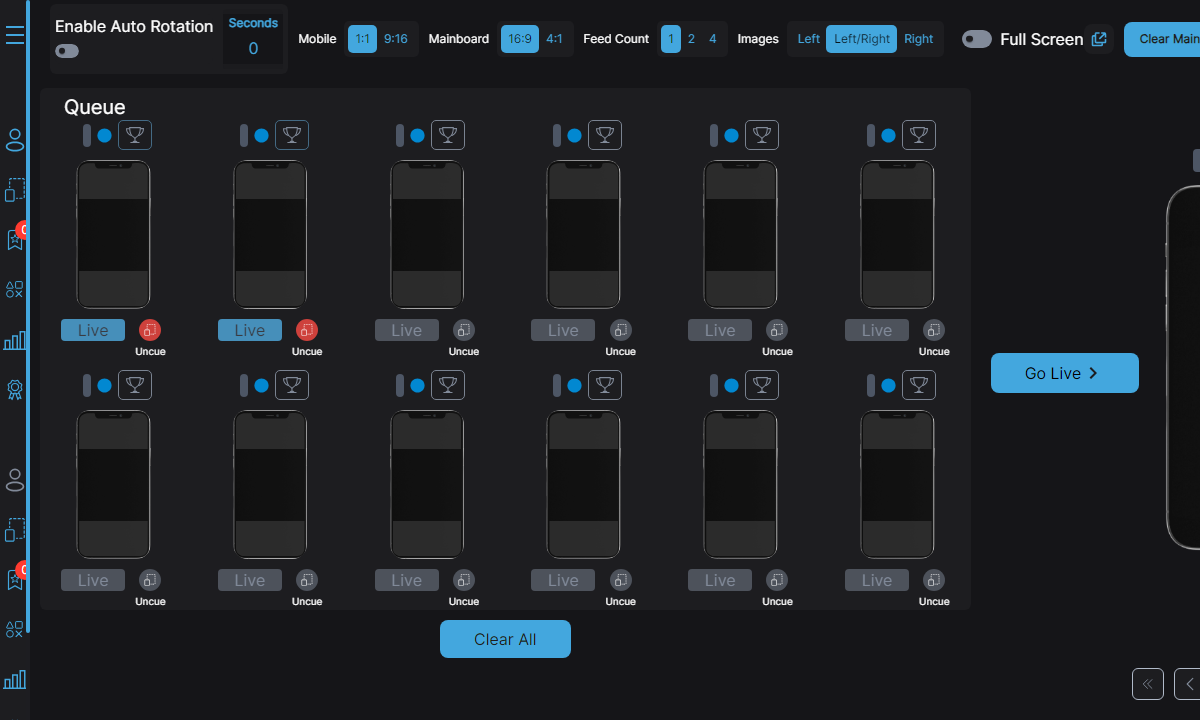 Enable Auto Rotation
Seconds
0
Mobile 1:1 9:16 Mainboard 16:9 4:1 Feed Count 1 2 4 Images Left Left/Right Right Full Screen
Queue
Live Live Live Live Live Live
Uncue Uncue Uncue Uncue Uncue Uncue
Go Live
Live Live Live Live Live Live
Uncue Uncue Uncue Uncue Uncue Uncue
Clear All